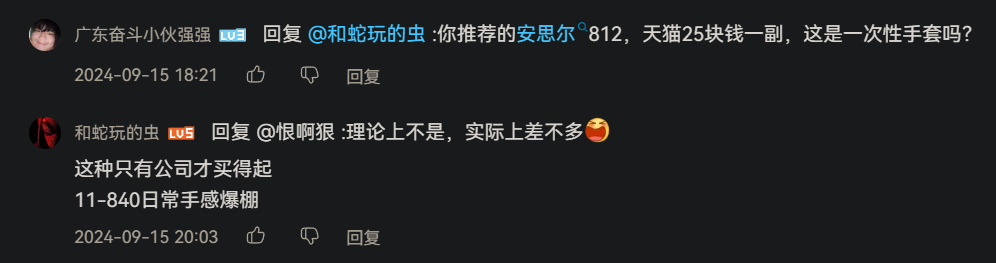 广东奋斗小伙强强 LV3 回复 @和蛇玩的虫 :你推荐的安思尔812，天猫25块钱一副，这是一次性手套吗?
2024-09-15 18:21 回复
和蛇玩的虫 LV5 回复 @恨啊狠 :理论上不是，实际上差不多
这种只有公司才买得起
11-840日常手感爆棚
2024-09-15 20:03 回复